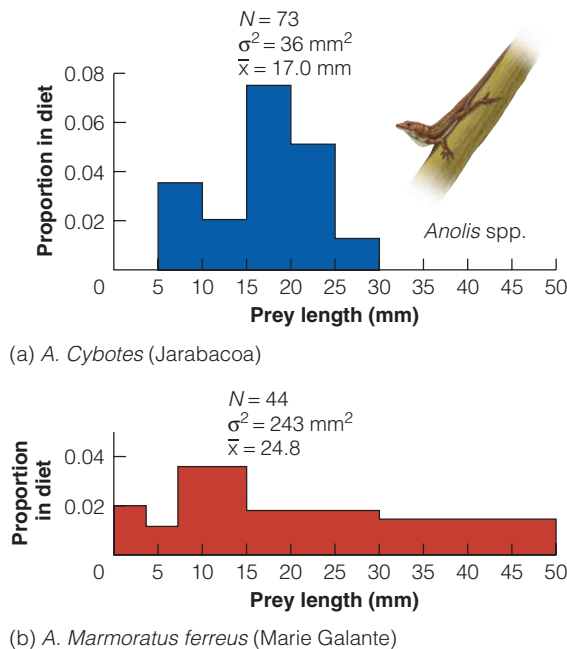 N = 73
σ² = 36 mm²
x̄ = 17.0 mm
0.08
0.06
0.04
0.02
Proportion in diet
Anolis spp.
0 5 10 15 20 25 30 35 40 45 50
Prey length (mm)
(a) A. Cybotes (Jarabacoa)
N = 44
σ² = 243 mm²
x̄ = 24.8
0.04
0.02
Proportion
in diet
0 5 10 15 20 25 30 35 40 45 50
Prey length (mm)
(b) A. Marmoratus ferreus (Marie Galante)